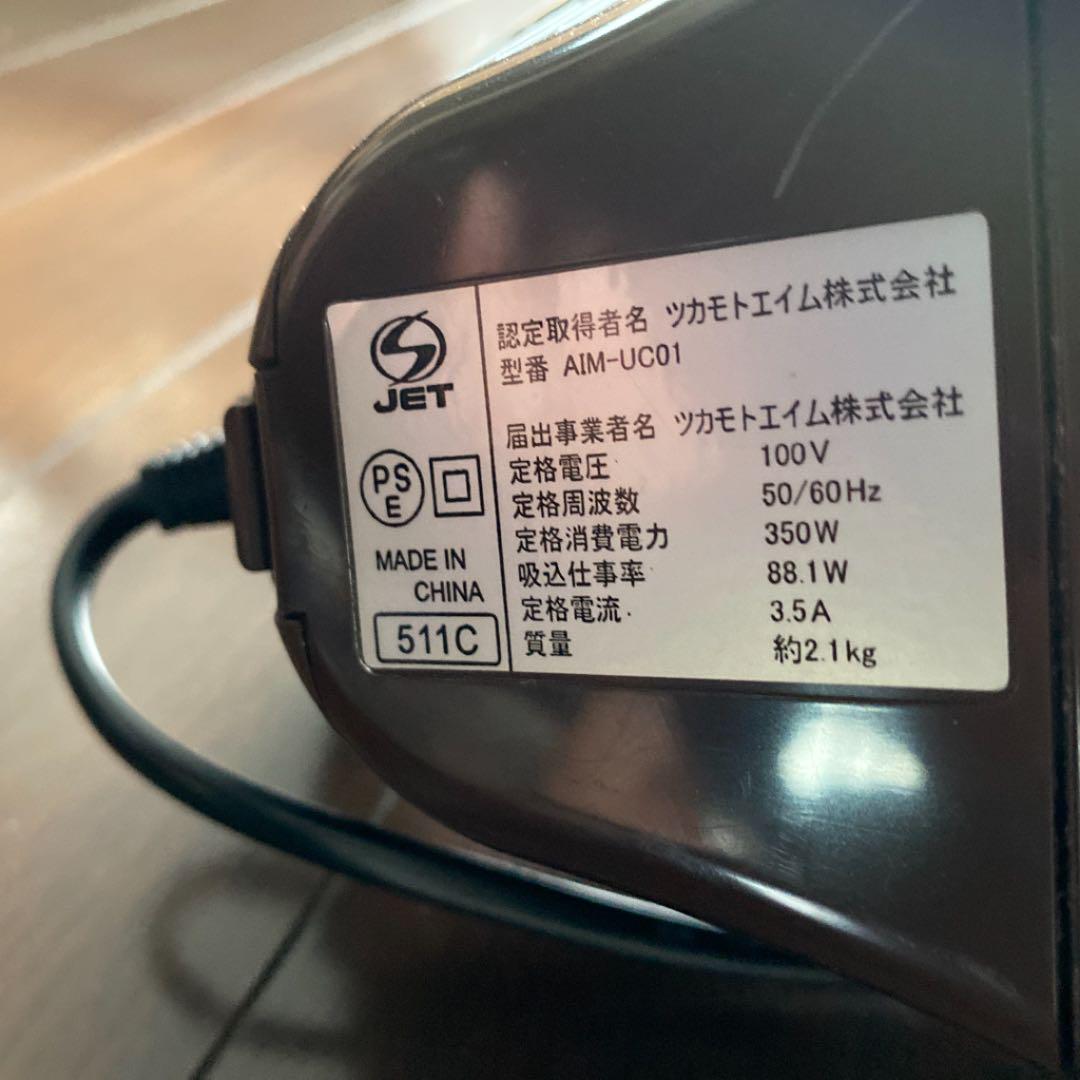 JET
PS
E
MADE IN
CHINA
511C
認定取得者名 ツカモトエイム株式会社
型番 AIM-UC01
届出事業者名 ツカモトエイム株式会社
定格電圧 100V
定格周波数 50/60Hz
定格消費電力 350W
吸込仕事率 88.1W
定格電流 3.5A
質量 約2.1kg